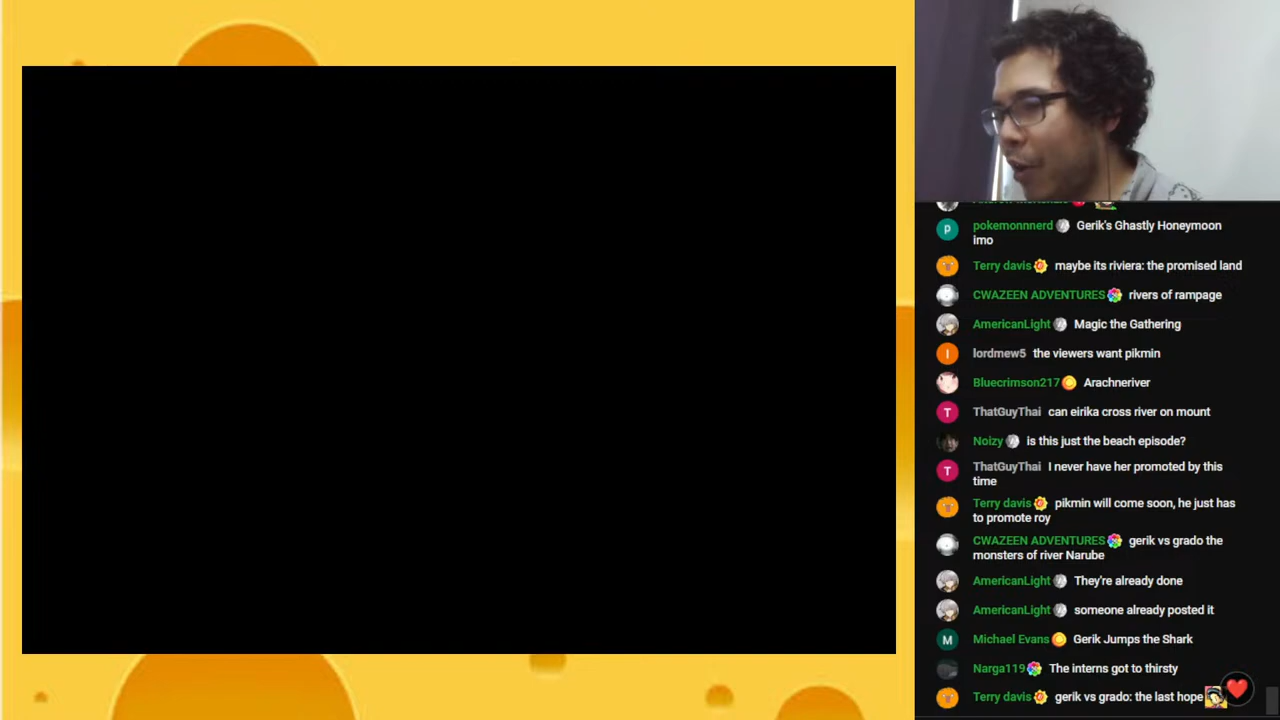 pokemonnnerd Gerik's Ghastly Honeymoon
imo
Terry davis maybe its riviera: the promised land
CWAZEEN ADVENTURES rivers of rampage
AmericanLight Magic the Gathering
lordmew5 the viewers want pikmin
Bluecrimson217 Arachneriver
ThatGuyThai can eirika cross river on mount
Noizy is this just the beach episode?
ThatGuyThai I never have her promoted by this
time
Terry davis pikmin will come soon, he just has
to promote roy
CWAZEEN ADVENTURES gerik vs grado the
monsters of river Narube
AmericanLight They're already done
AmericanLight someone already posted it
Michael Evans Gerik Jumps the Shark
Narga119 The interns got to thirsty
Terry davis gerik vs grado: the last hope